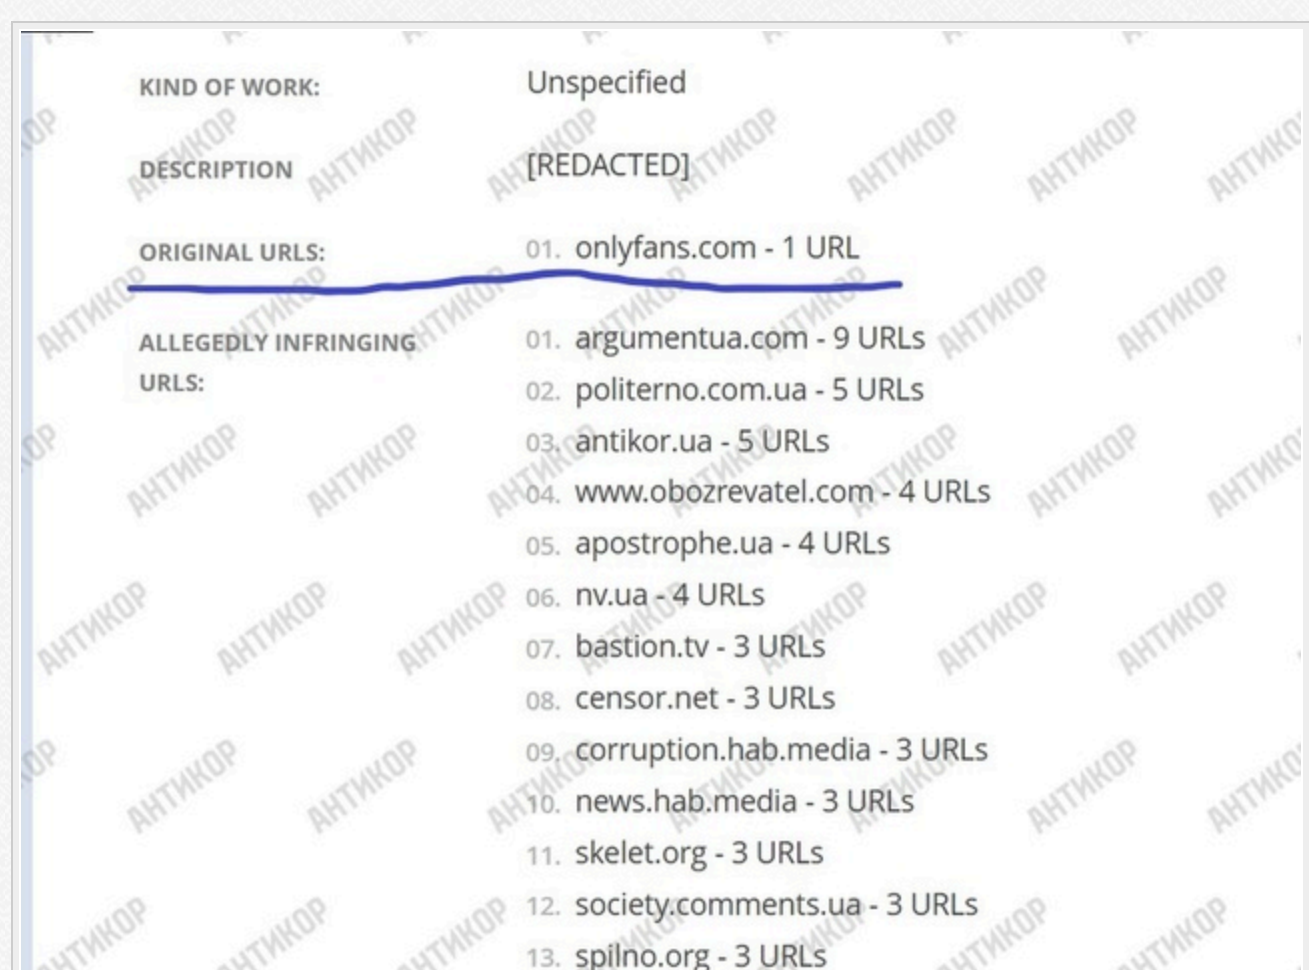 KIND OF WORK: Unspecified
DESCRIPTION [REDACTED]
ORIGINAL URLS: 01. onlyfans.com - 1 URL
ALLEGEDLY INFRINGING URLS:
01. argumentua.com - 9 URLs
02. politerno.com.ua - 5 URLs
03. antikor.ua - 5 URLs
04. www.obozrevatel.com - 4 URLs
05. apostrophe.ua - 4 URLs
06. nv.ua - 4 URLs
07. bastion.tv - 3 URLs
08. censor.net - 3 URLs
09. corruption.hab.media - 3 URLs
10. news.hab.media - 3 URLs
11. skelet.org - 3 URLs
12. society.comments.ua - 3 URLs
13. spilno.org - 3 URLs
АНТИКОР